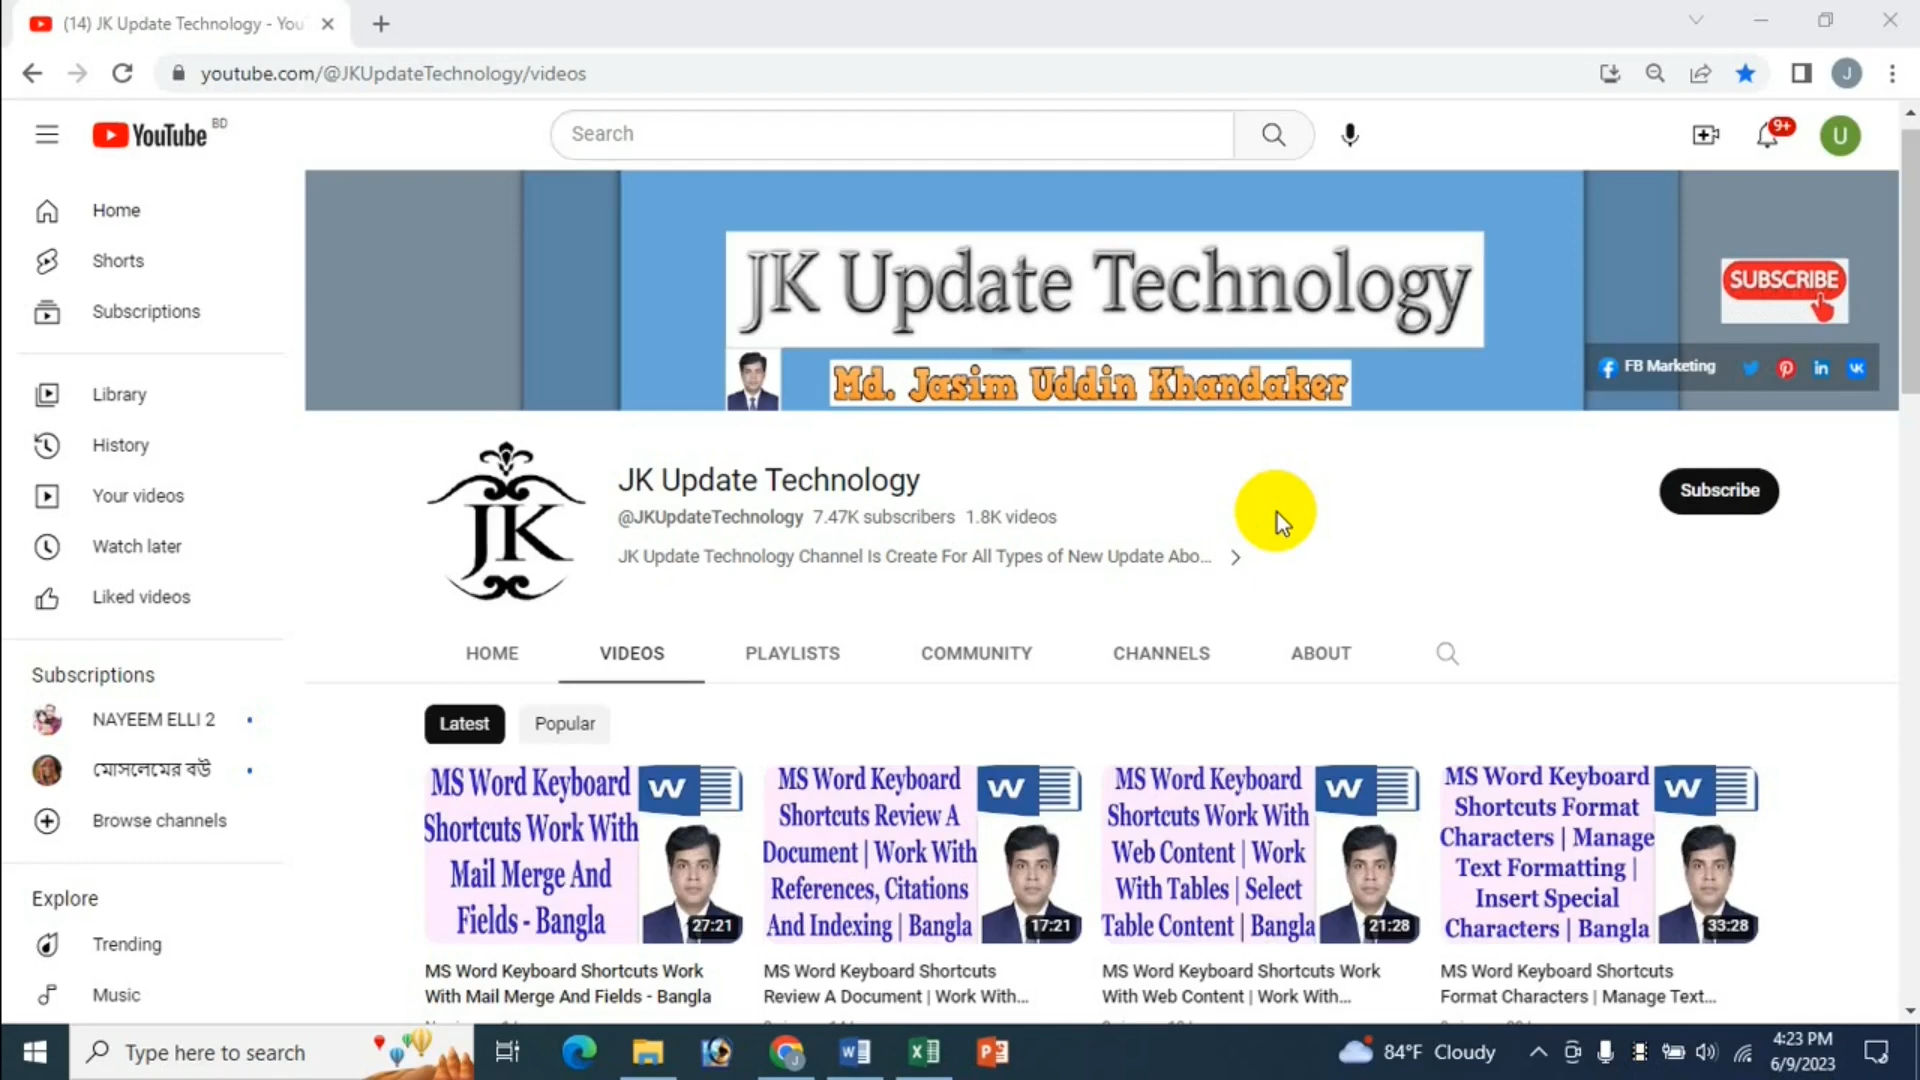 (14) JK Update Technology - You
youtube.com/@JKUpdateTechnology/videos
J
YouTube BD
Search
9+
U
Home
Shorts
Subscriptions
Library
History
Your videos
Watch later
Liked videos
Subscriptions
NAYEEM ELLI 2
মোসলেমের বউ
Browse channels
Explore
Trending
Music
JK Update Technology
Md. Jasim Uddin Khandaker
SUBSCRIBE
FB Marketing
JK
JK Update Technology
@JKUpdateTechnology 7.47K subscribers 1.8K videos
JK Update Technology Channel Is Create For All Types of New Update Abo...
Subscribe
HOME VIDEOS PLAYLISTS COMMUNITY CHANNELS ABOUT
Latest Popular
MS Word Keyboard
Shortcuts Work With
Mail Merge And
Fields - Bangla
W
27:21
MS Word Keyboard Shortcuts Work
With Mail Merge And Fields - Bangla
MS Word Keyboard
Shortcuts Review A
Document | Work With
References, Citations
And Indexing | Bangla
W
17:21
MS Word Keyboard Shortcuts
Review A Document | Work With...
MS Word Keyboard
Shortcuts Work With
Web Content | Work
With Tables | Select
Table Content | Bangla
W
21:28
MS Word Keyboard Shortcuts Work
With Web Content | Work With...
MS Word Keyboard
Shortcuts Format
Characters | Manage
Text Formatting |
Insert Special
Characters | Bangla
W
33:28
MS Word Keyboard Shortcuts
Format Characters | Manage Text...
Type here to search
84°F Cloudy
4:23 PM
6/9/2023